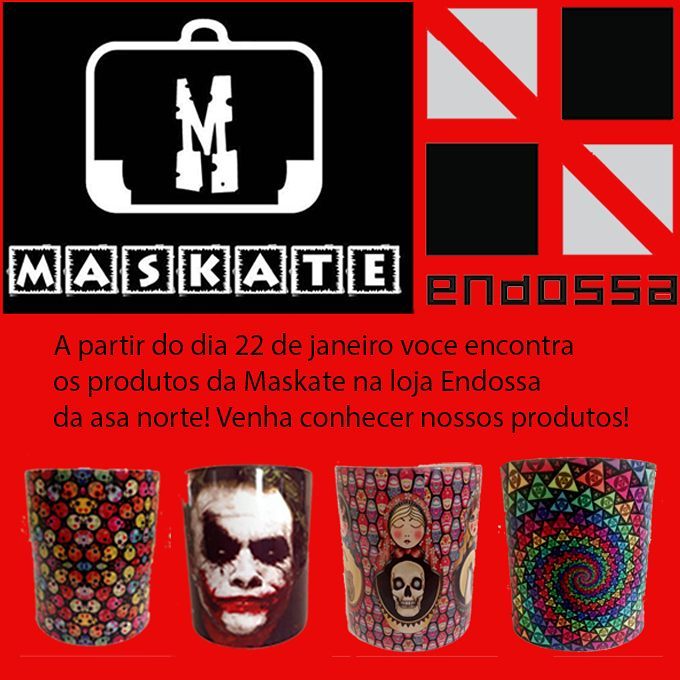 M
MASKATE
enDOSSa
A partir do dia 22 de janeiro voce encontra
os produtos da Maskate na loja Endossa
da asa norte! Venha conhecer nossos produtos!